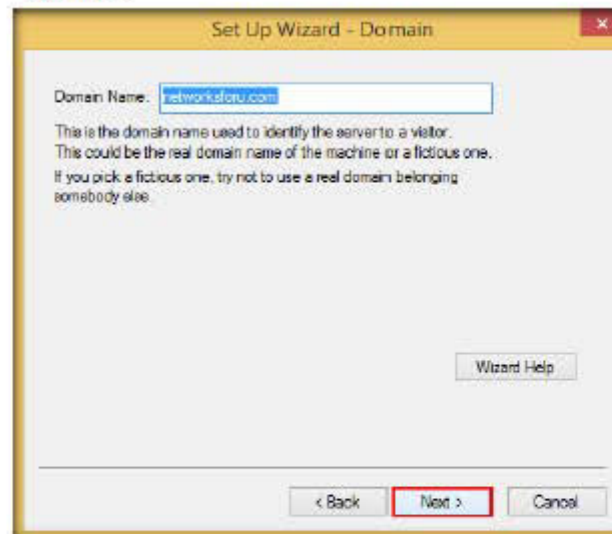 Set Up Wizard - Domain
Domain Name: networksforu.com
This is the domain name used to identify the server to a visitor.
This could be the real domain name of the machine or a fictious one.
If you pick a fictious one, try not to use a real domain belonging
somebody else.
Wizard Help
< Back Next > Cancel